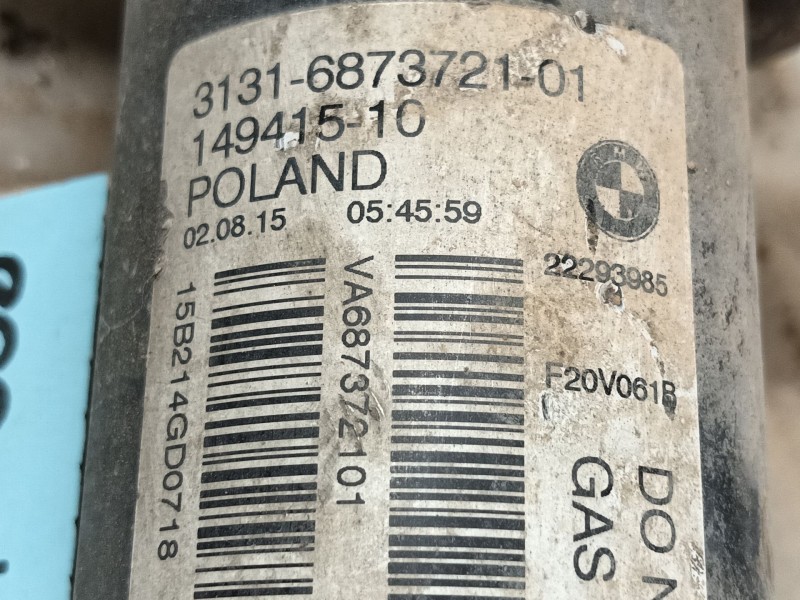 3131-6873721-01
149415-10
POLAND
02.08.15 05:45:59
22293985
F20V061B
VA687372101
15B214GD0718
DO N
GAS